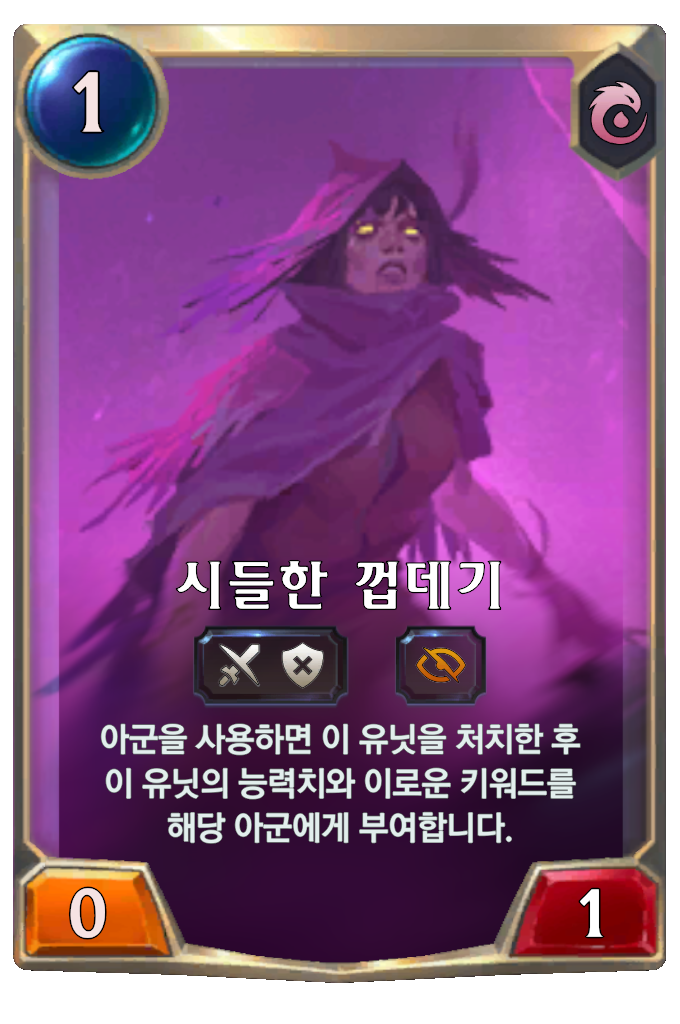 1
시들한 껍데기
아군을 사용하면 이 유닛을 처치한 후
이 유닛의 능력치와 이로운 키워드를
해당 아군에게 부여합니다.
0
1